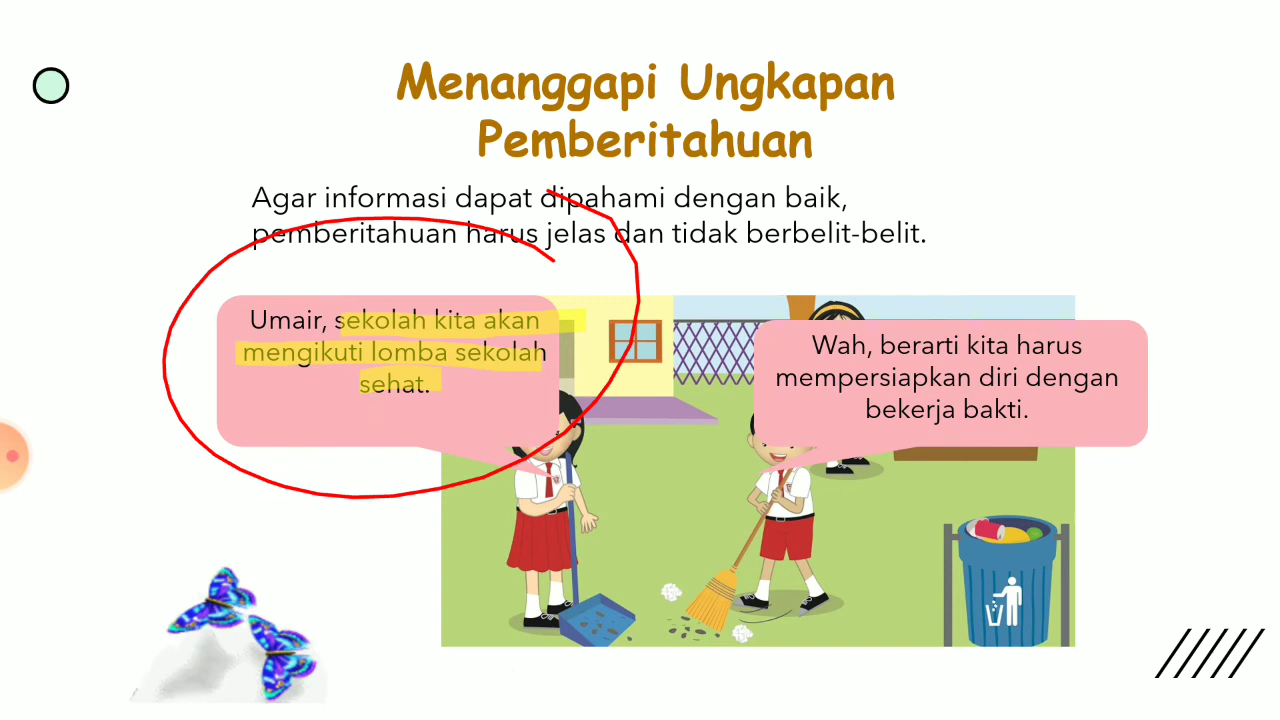 Menanggapi Ungkapan
Pemberitahuan
Agar informasi dapat dipahami dengan baik,
pemberitahuan harus jelas dan tidak berbelit-belit.
Umair, sekolah kita akan
mengikuti lomba sekolah
sehat.
Wah, berarti kita harus
mempersiapkan diri dengan
bekerja bakti.